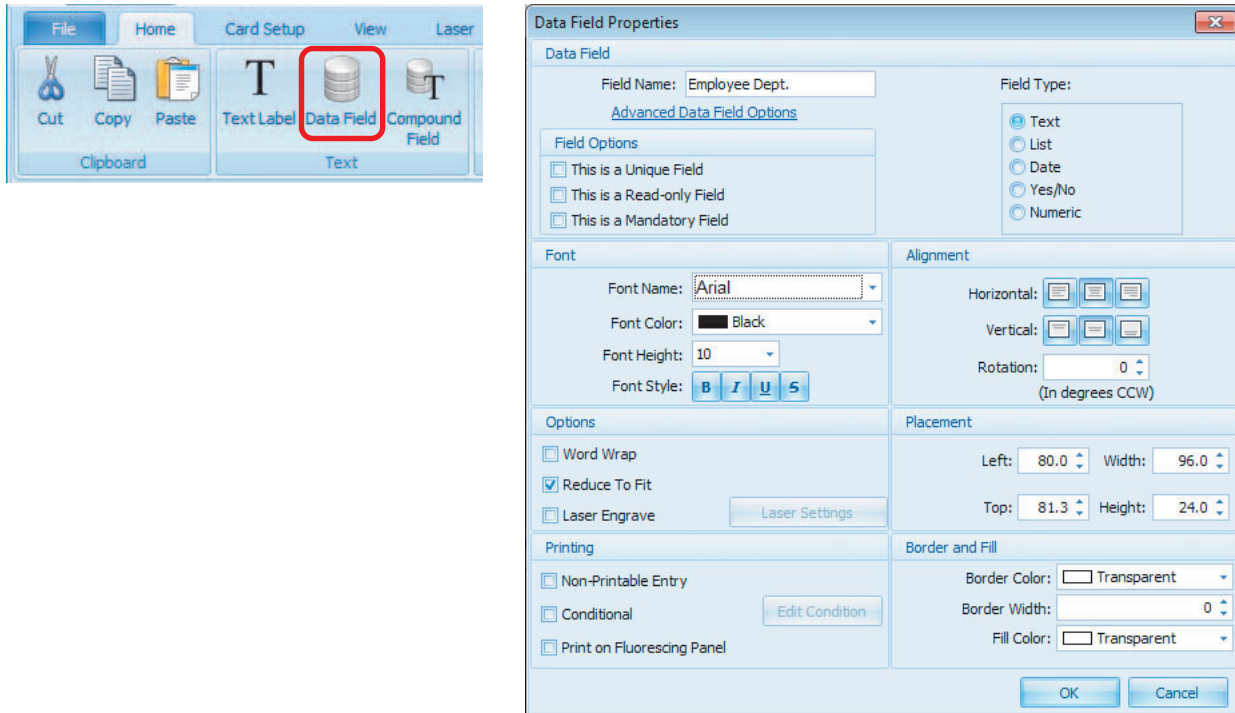 File Home Card Setup View Laser
T T
Cut Copy Paste Text Label Data Field Compound
Field
Clipboard Text
Data Field Properties
Data Field
Field Name: Employee Dept.
Advanced Data Field Options
Field Options
This is a Unique Field
This is a Read-only Field
This is a Mandatory Field
Field Type:
Text
List
Date
Yes/No
Numeric
Font
Font Name: Arial
Font Color: Black
Font Height: 10
Font Style: B I U S
Alignment
Horizontal:
Vertical:
Rotation: 0
(In degrees CCW)
Options
Word Wrap
Reduce To Fit
Laser Engrave Laser Settings
Placement
Left: 80.0 Width: 96.0
Top: 81.3 Height: 24.0
Printing
Non-Printable Entry
Conditional Edit Condition
Print on Fluorescing Panel
Border and Fill
Border Color: Transparent
Border Width: 0
Fill Color: Transparent
OK Cancel